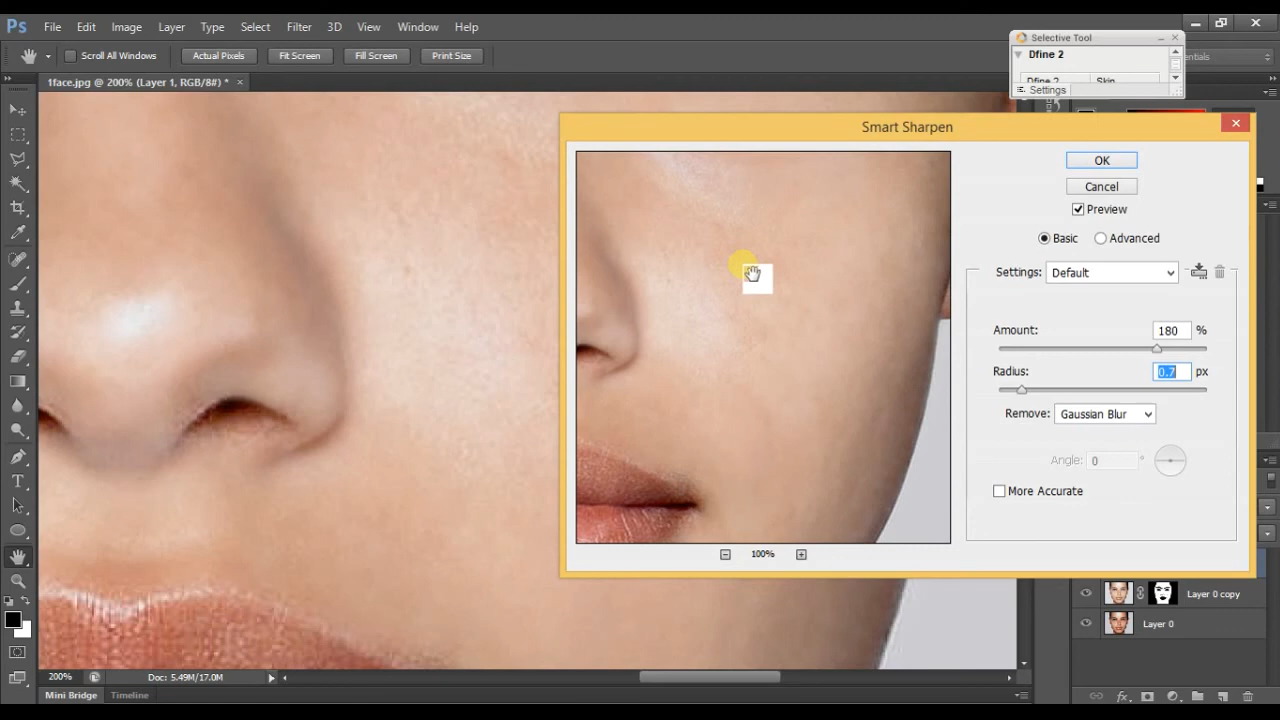 Ps File Edit Image Layer Type Select Filter 3D View Window Help
Scroll All Windows Actual Pixels Fit Screen Fill Screen Print Size
Selective Tool
Dfine 2
Dfine 2 Skin
Settings
1face.jpg @ 200% (Layer 1, RGB/8#) * ×
Smart Sharpen
OK
Cancel
Preview
Basic Advanced
Settings: Default
Amount: 180 %
Radius: 0.7 px
Remove: Gaussian Blur
Angle: 0 °
More Accurate
100%
Layer 0 copy
Layer 0
200% Doc: 5.49M/17.0M
Mini Bridge Timeline